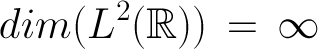 dim(L²(ℝ)) = ∞